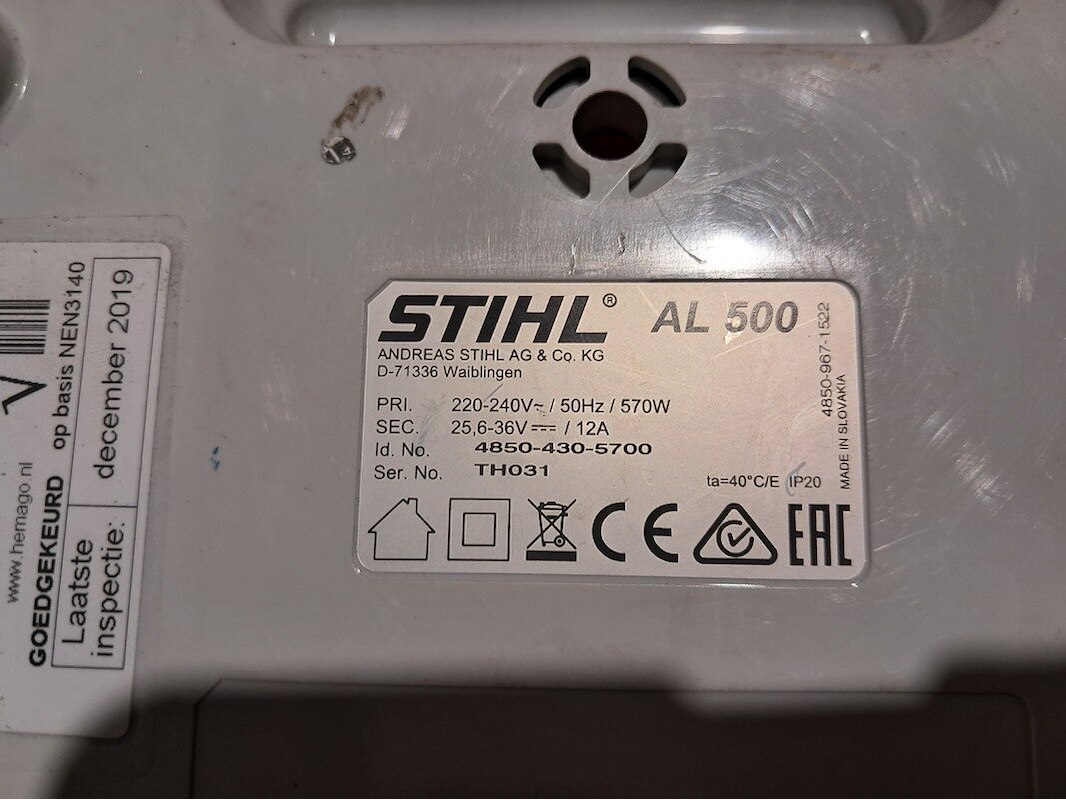 STIHL® AL 500
ANDREAS STIHL AG & Co. KG
D-71336 Waiblingen
PRI. 220-240V~ / 50Hz / 570W
SEC. 25,6-36V⎓ / 12A
Id. No. 4850-430-5700
Ser. No. TH031
ta=40°C/E IP20
4850-967-1522
MADE IN SLOVAKIA
CE
EAC
www.hemago.nl
GOEDGEKEURD op basis NEN3140
Laatste inspectie: december 2019